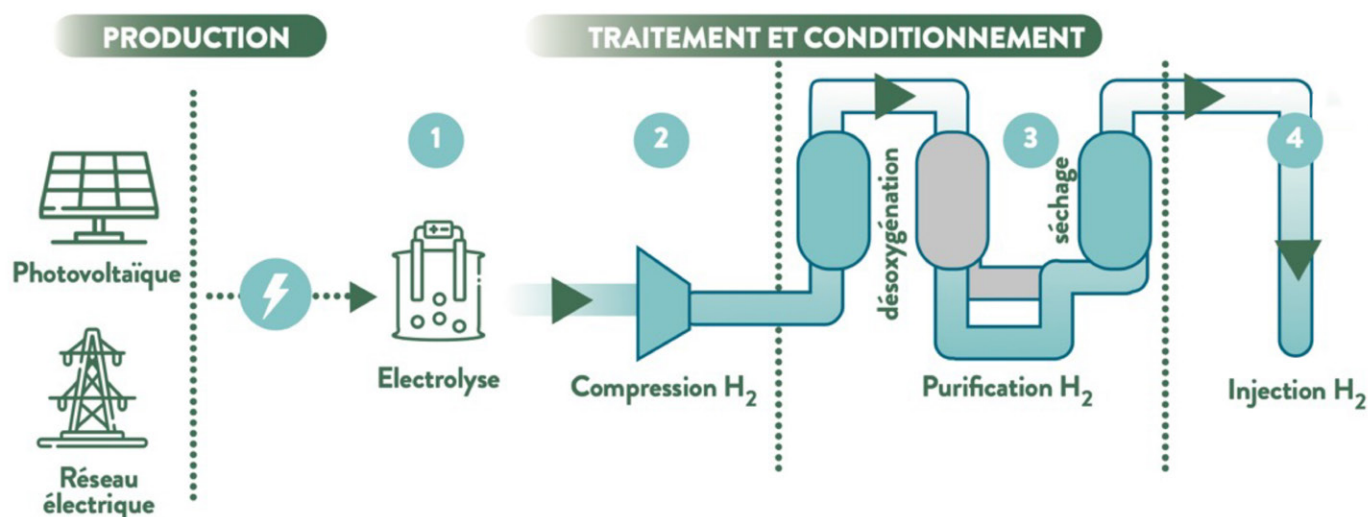 PRODUCTION
TRAITEMENT ET CONDITIONNEMENT
1
2
3
4
Photovoltaïque
désoxygénation
séchage
Electrolyse
Compression H₂
Purification H₂
Injection H₂
Réseau
électrique